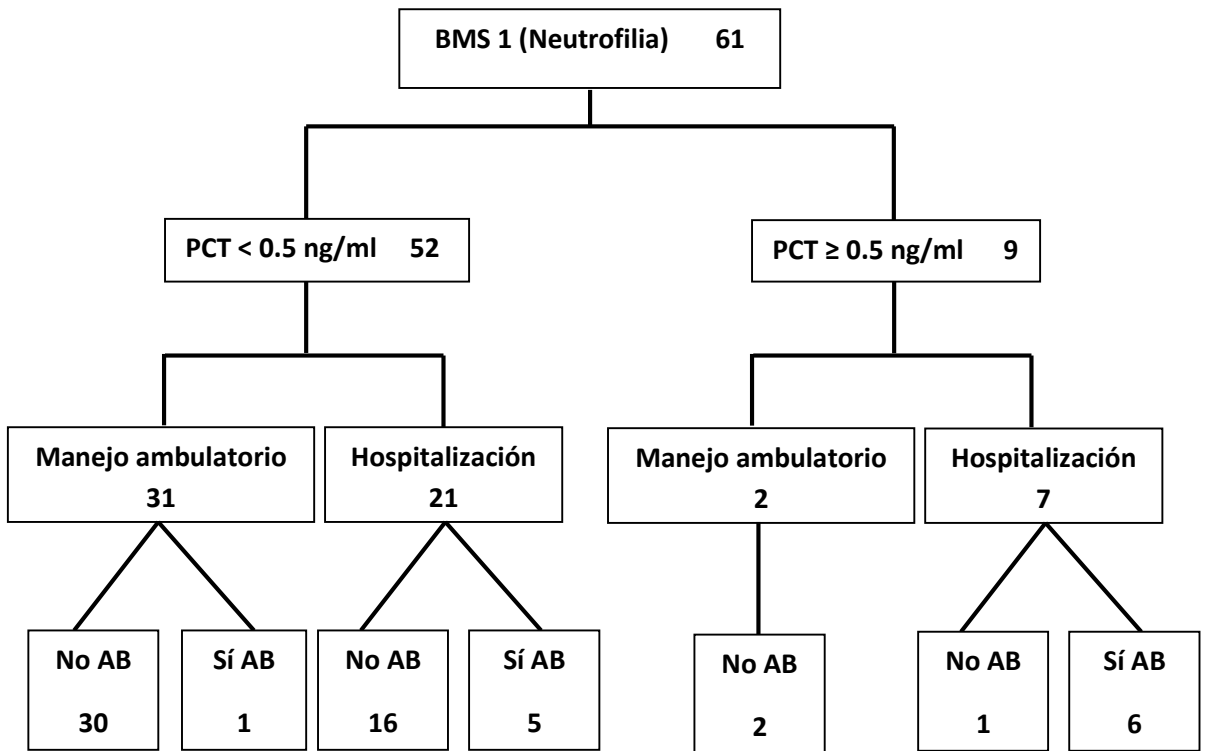 BMS 1 (Neutrofilia) 61
PCT < 0.5 ng/ml 52
PCT ≥ 0.5 ng/ml 9
Manejo ambulatorio
31
Hospitalización
21
Manejo ambulatorio
2
Hospitalización
7
No AB
30
Sí AB
1
No AB
16
Sí AB
5
No AB
2
No AB
1
Sí AB
6